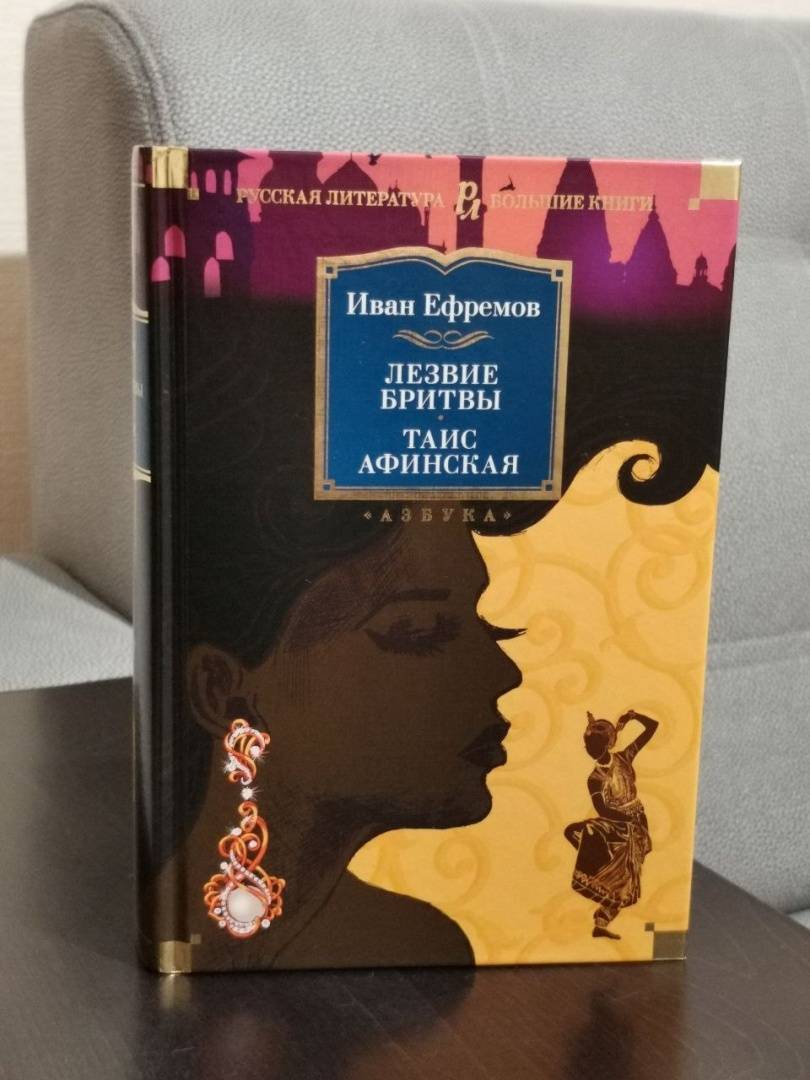 РУССКАЯ ЛИТЕРАТУРА РЛ БОЛЬШИЕ КНИГИ
Иван Ефремов
ЛЕЗВИЕ
БРИТВЫ
ТАИС
АФИНСКАЯ
«АЗБУКА»